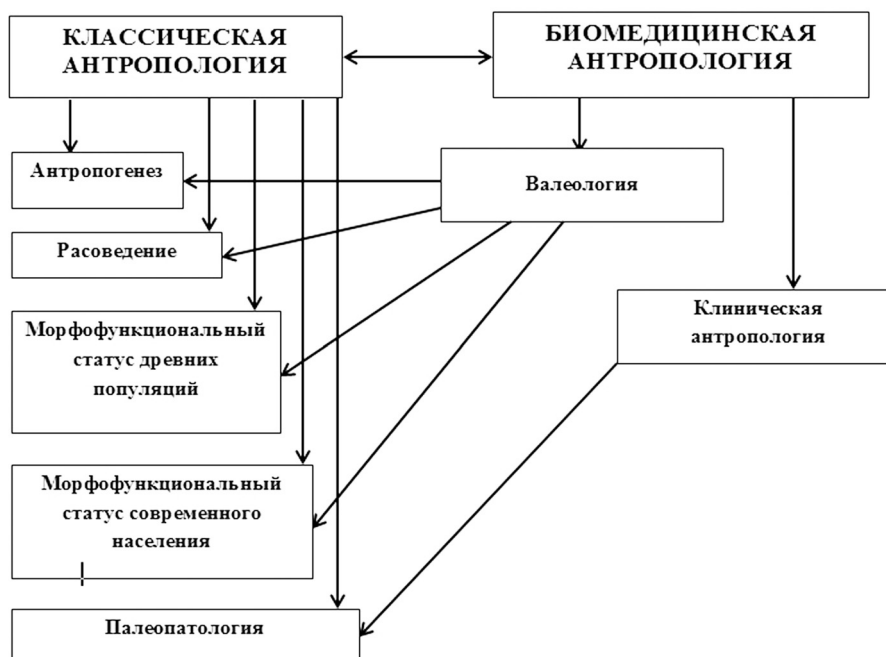 КЛАССИЧЕСКАЯ
АНТРОПОЛОГИЯ
БИОМЕДИЦИНСКАЯ
АНТРОПОЛОГИЯ
Антропогенез
Валеология
Расоведение
Клиническая
антропология
Морфофункциональный
статус древних
популяций
Морфофункциональный
статус современного
населения
Палеопатология